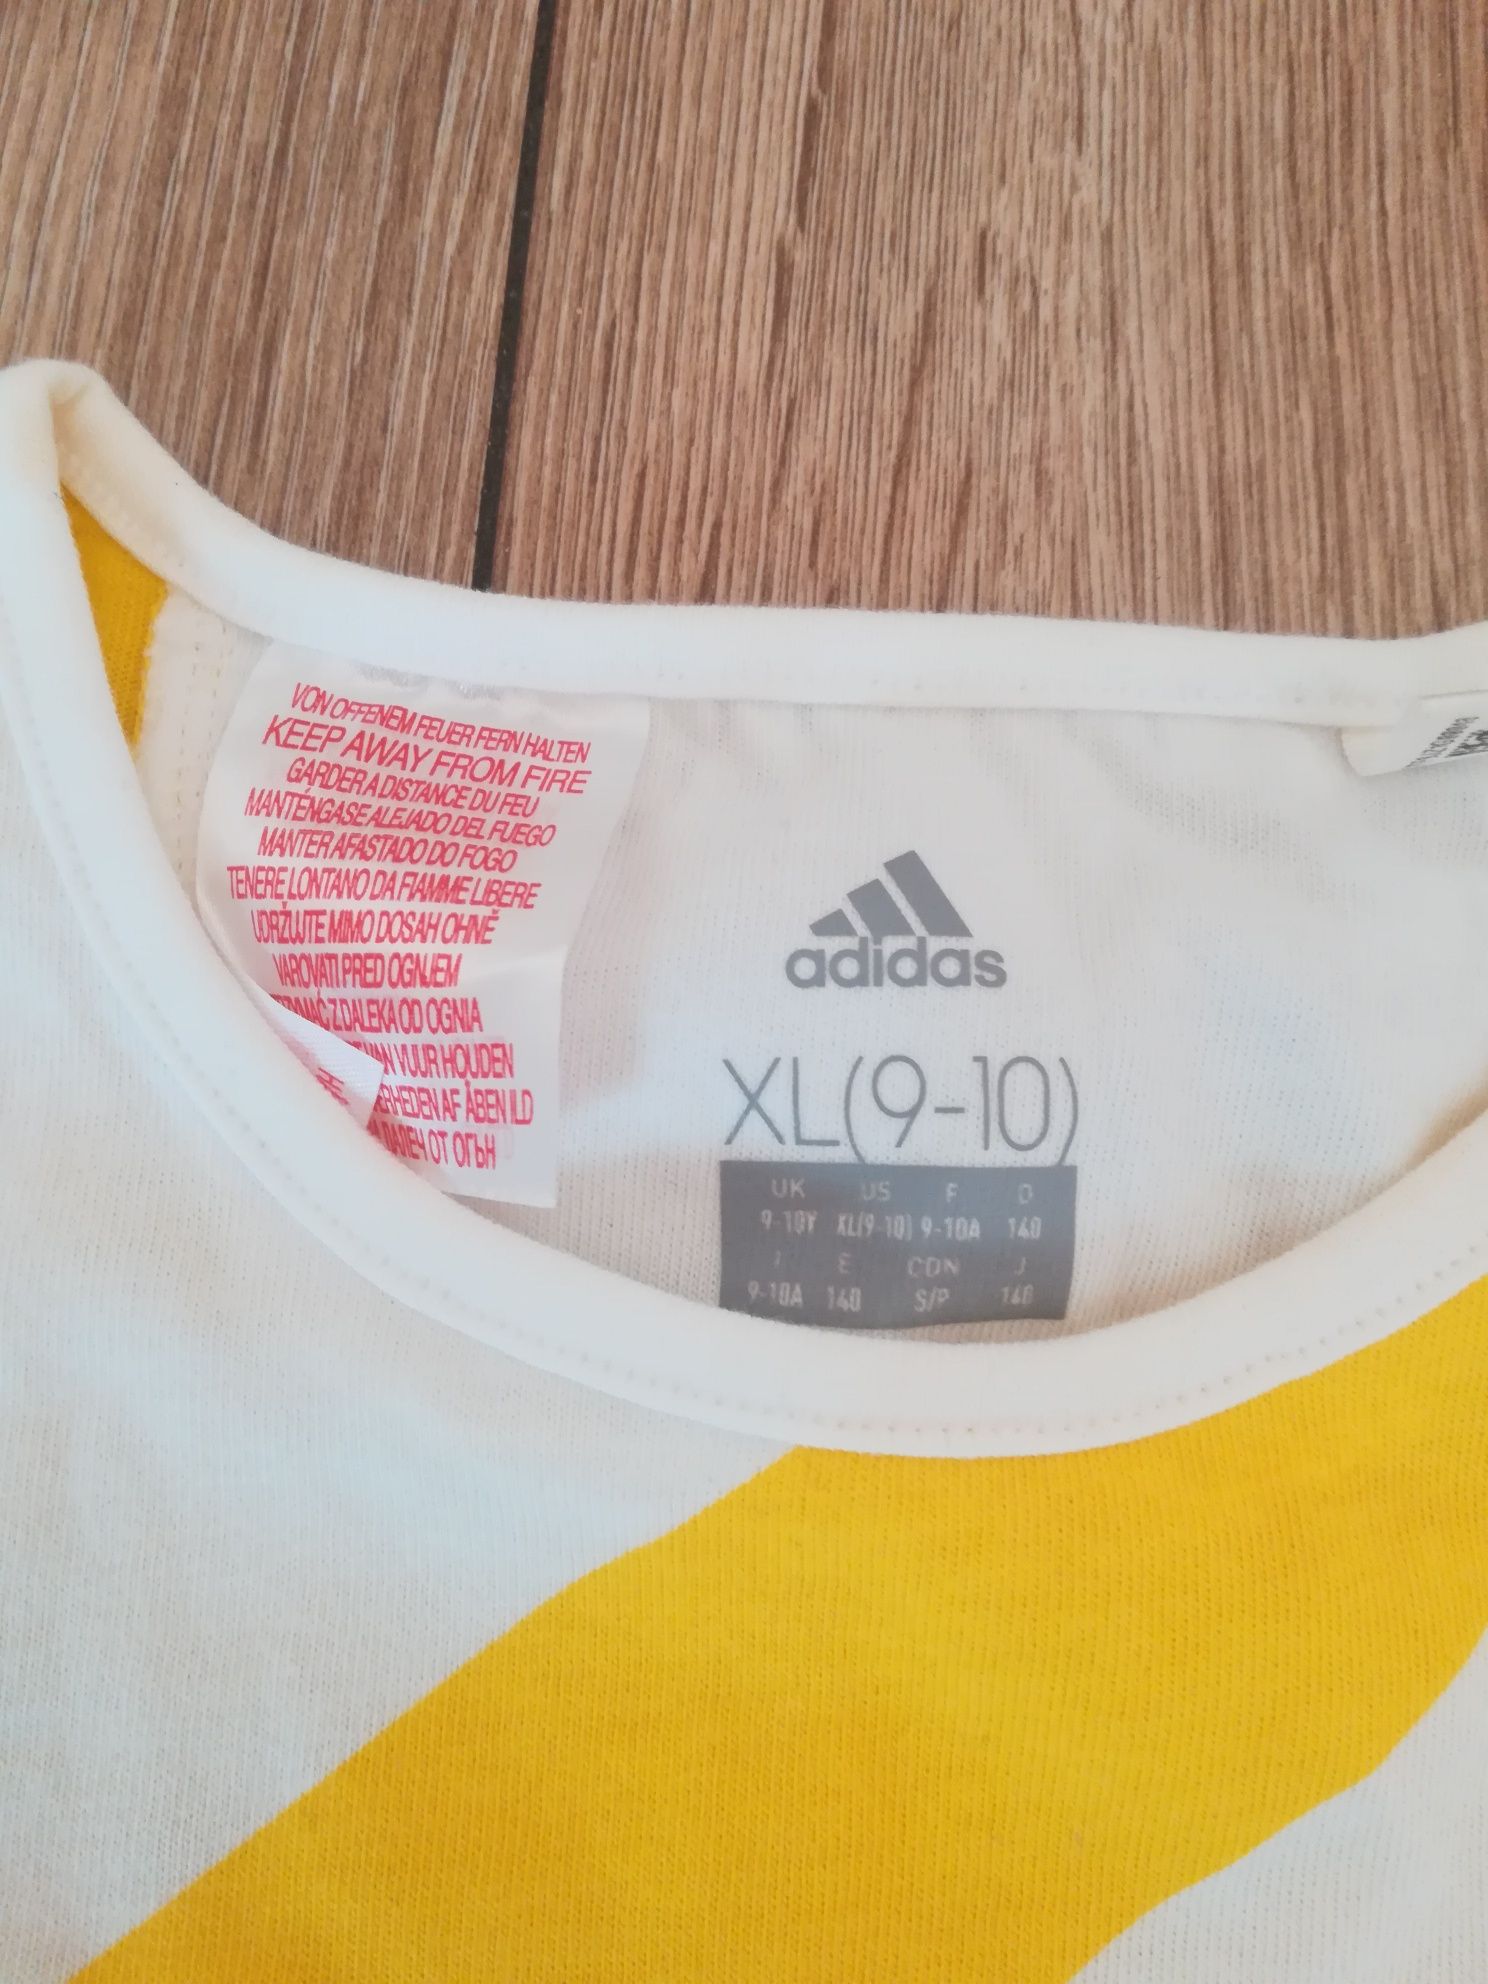 VON OFFENEM FEUER FERN HALTEN
KEEP AWAY FROM FIRE
GARDER A DISTANCE DU FEU
MANTÉNGASE ALEJADO DEL FUEGO
MANTER AFASTADO DO FOGO
TENERE LONTANO DA FIAMME LIBERE
UDRŽUJTE MIMO DOSAH OHNĚ
VAROVATI PRED OGNJEM
Z DALEKA OD OGNIA
VAN VUUR HOUDEN
AF ÅBEN ILD
ДАЛЕЧ ОТ ОГЪН
adidas
XL(9-10)
UK US F D
9-10Y XL(9-10) 9-10A 140
I E CDN J
9-10A 140 S/P 140